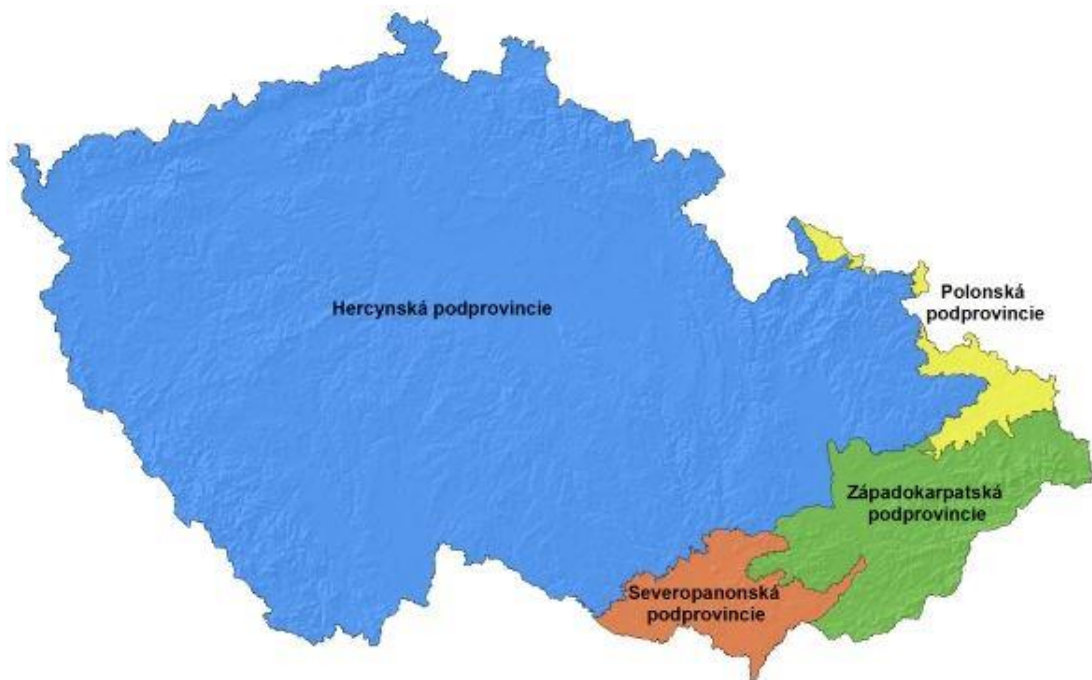 Hercynská podprovincie
Polonská
podprovincie
Západokarpatská
podprovincie
Severopanonská
podprovincie